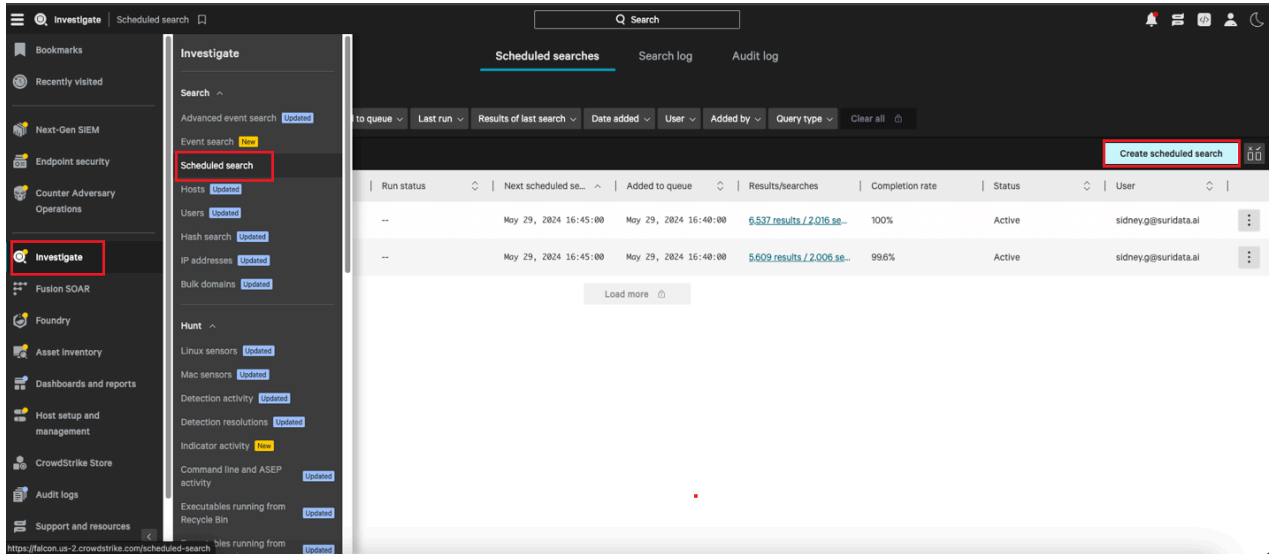 Investigate
Scheduled search
Search
Bookmarks
Recently visited
Next-Gen SIEM
Endpoint security
Counter Adversary
Operations
Investigate
Fusion SOAR
Foundry
Asset inventory
Dashboards and reports
Host setup and
management
CrowdStrike Store
Audit logs
Support and resources
https://falcon.us-2.crowdstrike.com/scheduled-search
Investigate
Search
Advanced event search Updated
Event search New
Scheduled search
Hosts Updated
Users Updated
Hash search Updated
IP addresses Updated
Bulk domains Updated
Hunt
Linux sensors Updated
Mac sensors Updated
Detection activity Updated
Detection resolutions Updated
Indicator activity New
Command line and ASEP
activity Updated
Executables running from
Recycle Bin Updated
bles running from Updated
Scheduled searches Search log Audit log
to queue Last run Results of last search Date added User Added by Query type Clear all
Create scheduled search
Run status Next scheduled se... Added to queue Results/searches Completion rate Status User
-- May 29, 2024 16:45:00 May 29, 2024 16:40:00 6,537 results / 2,016 se... 100% Active sidney.g@suridata.ai
-- May 29, 2024 16:45:00 May 29, 2024 16:40:00 5,609 results / 2,006 se... 99.6% Active sidney.g@suridata.ai
Load more